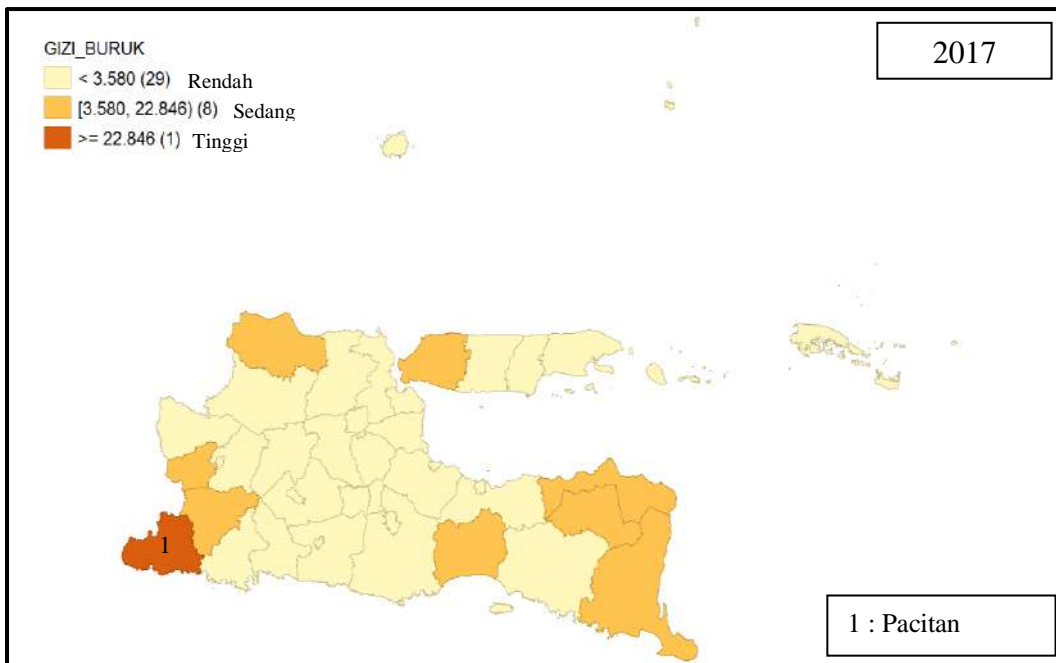 GIZI_BURUK
< 3.580 (29) Rendah
[3.580, 22.846) (8) Sedang
>= 22.846 (1) Tinggi
2017
1
1 : Pacitan